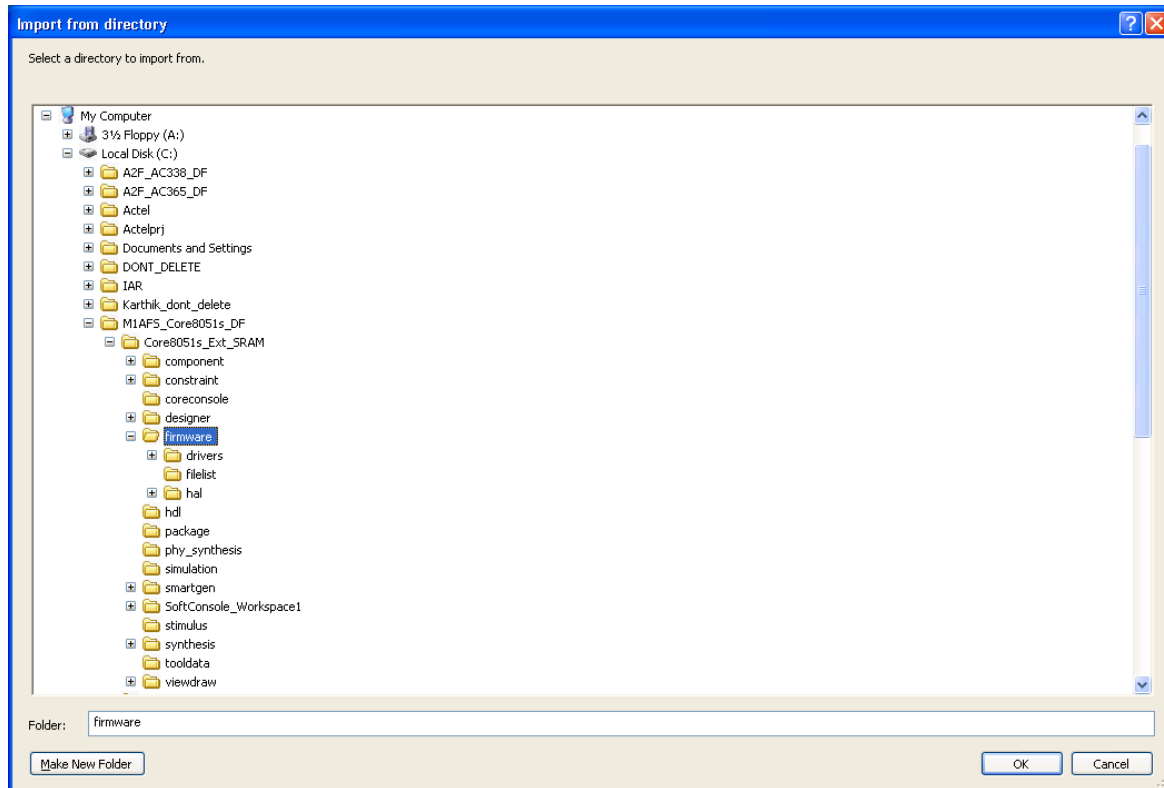 Import from directory
Select a directory to import from.
My Computer
3½ Floppy (A:)
Local Disk (C:)
A2F_AC338_DF
A2F_AC365_DF
Actel
Actelprj
Documents and Settings
DONT_DELETE
IAR
Karthik_dont_delete
M1AFS_Core8051s_DF
Core8051s_Ext_SRAM
component
constraint
coreconsole
designer
firmware
drivers
filelist
hal
hdl
package
phy_synthesis
simulation
smartgen
SoftConsole_Workspace1
stimulus
synthesis
tooldata
viewdraw
Folder: firmware
Make New Folder OK Cancel